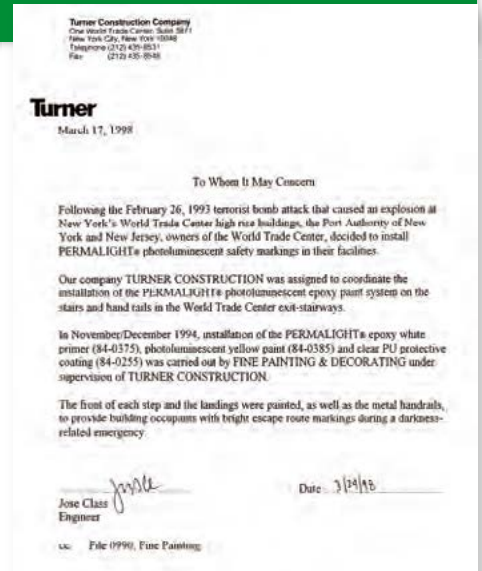 Turner Construction Company
One World Trade Center, Suite
New York City, New York 10048
Telephone (212) 435-8531
Fax (212) 435-8548
Turner
March 17, 1998
To Whom It May Concern
Following the February 26, 1993 terrorist bomb attack that caused an explosion at
New York's World Trade Center high rise buildings, the Port Authority of New
York and New Jersey, owners of the World Trade Center, decided to install
PERMALIGHT® photoluminescent safety markings in their facilities.
Our company TURNER CONSTRUCTION was assigned to coordinate the
installation of the PERMALIGHT® photoluminescent epoxy paint system on the
stairs and hand rails in the World Trade Center exit-stairways.
In November/December 1994, installation of the PERMALIGHT® epoxy white
primer (84-0375), photoluminescent yellow paint (84-0385) and clear PU protective
coating (84-0255) was carried out by FINE PAINTING & DECORATING under
supervision of TURNER CONSTRUCTION.
The front of each step and the landings were painted, as well as the metal handrails,
to provide building occupants with bright escape route markings during a darkness-
related emergency
Jose
Date 3/24/98
Jose Class
Engineer
cc: File 0990, Fine Painting